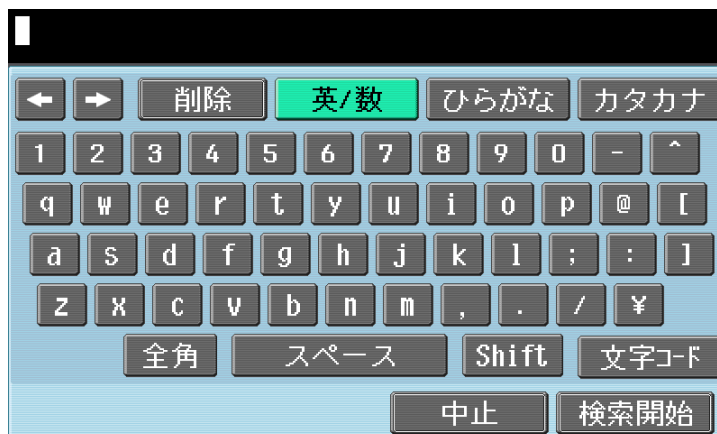 ← → 削除 英/数 ひらがな カタカナ
1 2 3 4 5 6 7 8 9 0 - ^
q w e r t y u i o p @ [
a s d f g h j k l ; : ]
z x c v b n m , . / ¥
全角 スペース Shift 文字コード
中止 検索開始